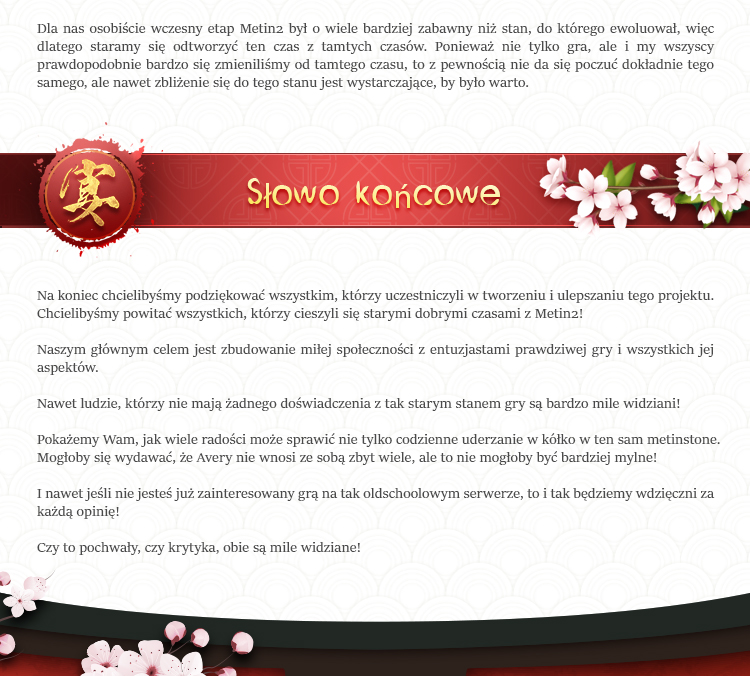 Dla nas osobiście wczesny etap Metin2 był o wiele bardziej zabawny niż stan, do którego ewoluował, więc
dlatego staramy się odtworzyć ten czas z tamtych czasów. Ponieważ nie tylko gra, ale i my wszyscy
prawdopodobnie bardzo się zmieniliśmy od tamtego czasu, to z pewnością nie da się poczuć dokładnie tego
samego, ale nawet zbliżenie się do tego stanu jest wystarczające, by było warto.
宴
Słowo końcowe
Na koniec chcielibyśmy podziękować wszystkim, którzy uczestniczyli w tworzeniu i ulepszaniu tego projektu.
Chcielibyśmy powitać wszystkich, którzy cieszyli się starymi dobrymi czasami z Metin2!
Naszym głównym celem jest zbudowanie miłej społeczności z entuzjastami prawdziwej gry i wszystkich jej
aspektów.
Nawet ludzie, którzy nie mają żadnego doświadczenia z tak starym stanem gry są bardzo mile widziani!
Pokażemy Wam, jak wiele radości może sprawić nie tylko codzienne uderzanie w kółko w ten sam metinstone.
Mogłoby się wydawać, że Avery nie wnosi ze sobą zbyt wiele, ale to nie mogłoby być bardziej mylne!
I nawet jeśli nie jesteś już zainteresowany grą na tak oldschoolowym serwerze, to i tak będziemy wdzięczni za
każdą opinię!
Czy to pochwały, czy krytyka, obie są mile widziane!